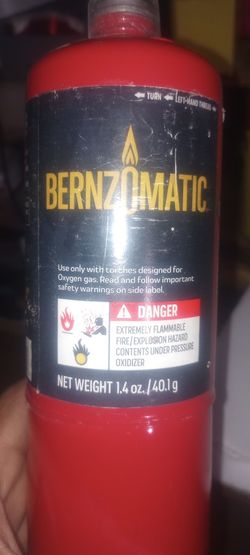 TURN LEFT-HAND THREAD
BERNZOMATIC
Use only with torches designed for
Oxygen gas. Read and follow important
safety warnings on side label.
DANGER
EXTREMELY FLAMMABLE
FIRE/EXPLOSION HAZARD
CONTENTS UNDER PRESSURE
OXIDIZER
NET WEIGHT 1.4 oz./40.1 g